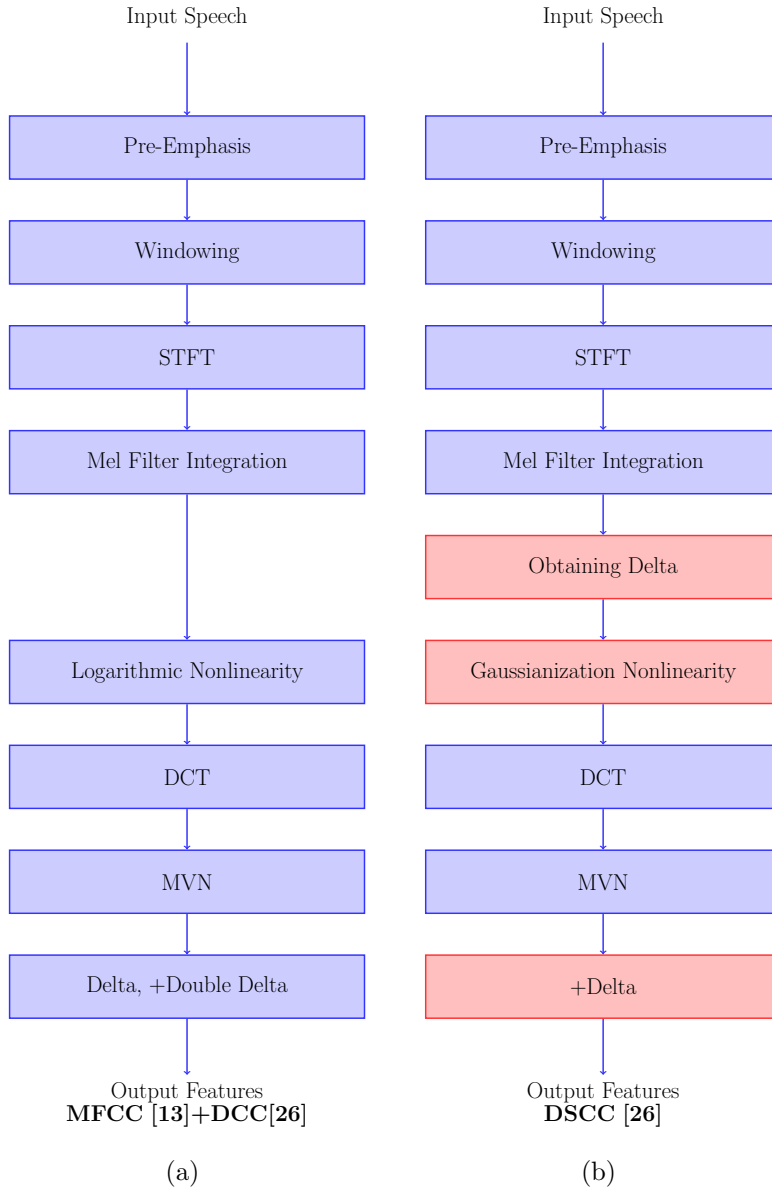 Input Speech
Pre-Emphasis
Windowing
STFT
Mel Filter Integration
Logarithmic Nonlinearity
DCT
MVN
Delta, +Double Delta
Output Features
MFCC [13]+DCC[26]
(a)
Input Speech
Pre-Emphasis
Windowing
STFT
Mel Filter Integration
Obtaining Delta
Gaussianization Nonlinearity
DCT
MVN
+Delta
Output Features
DSCC [26]
(b)